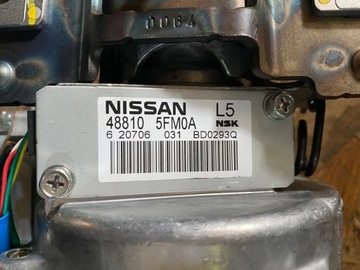 0064
NISSAN L5
48810 5FM0A NSK
6 20706 031 BD0293Q